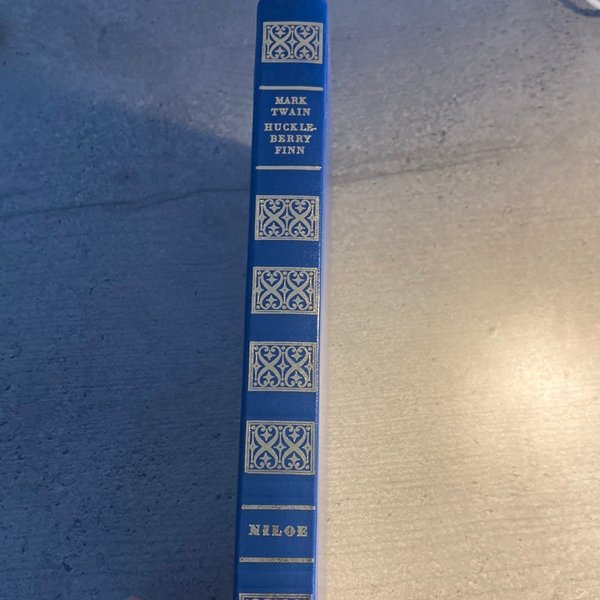 MARK
TWAIN
HUCKLE-
BERRY
FINN
NILOE